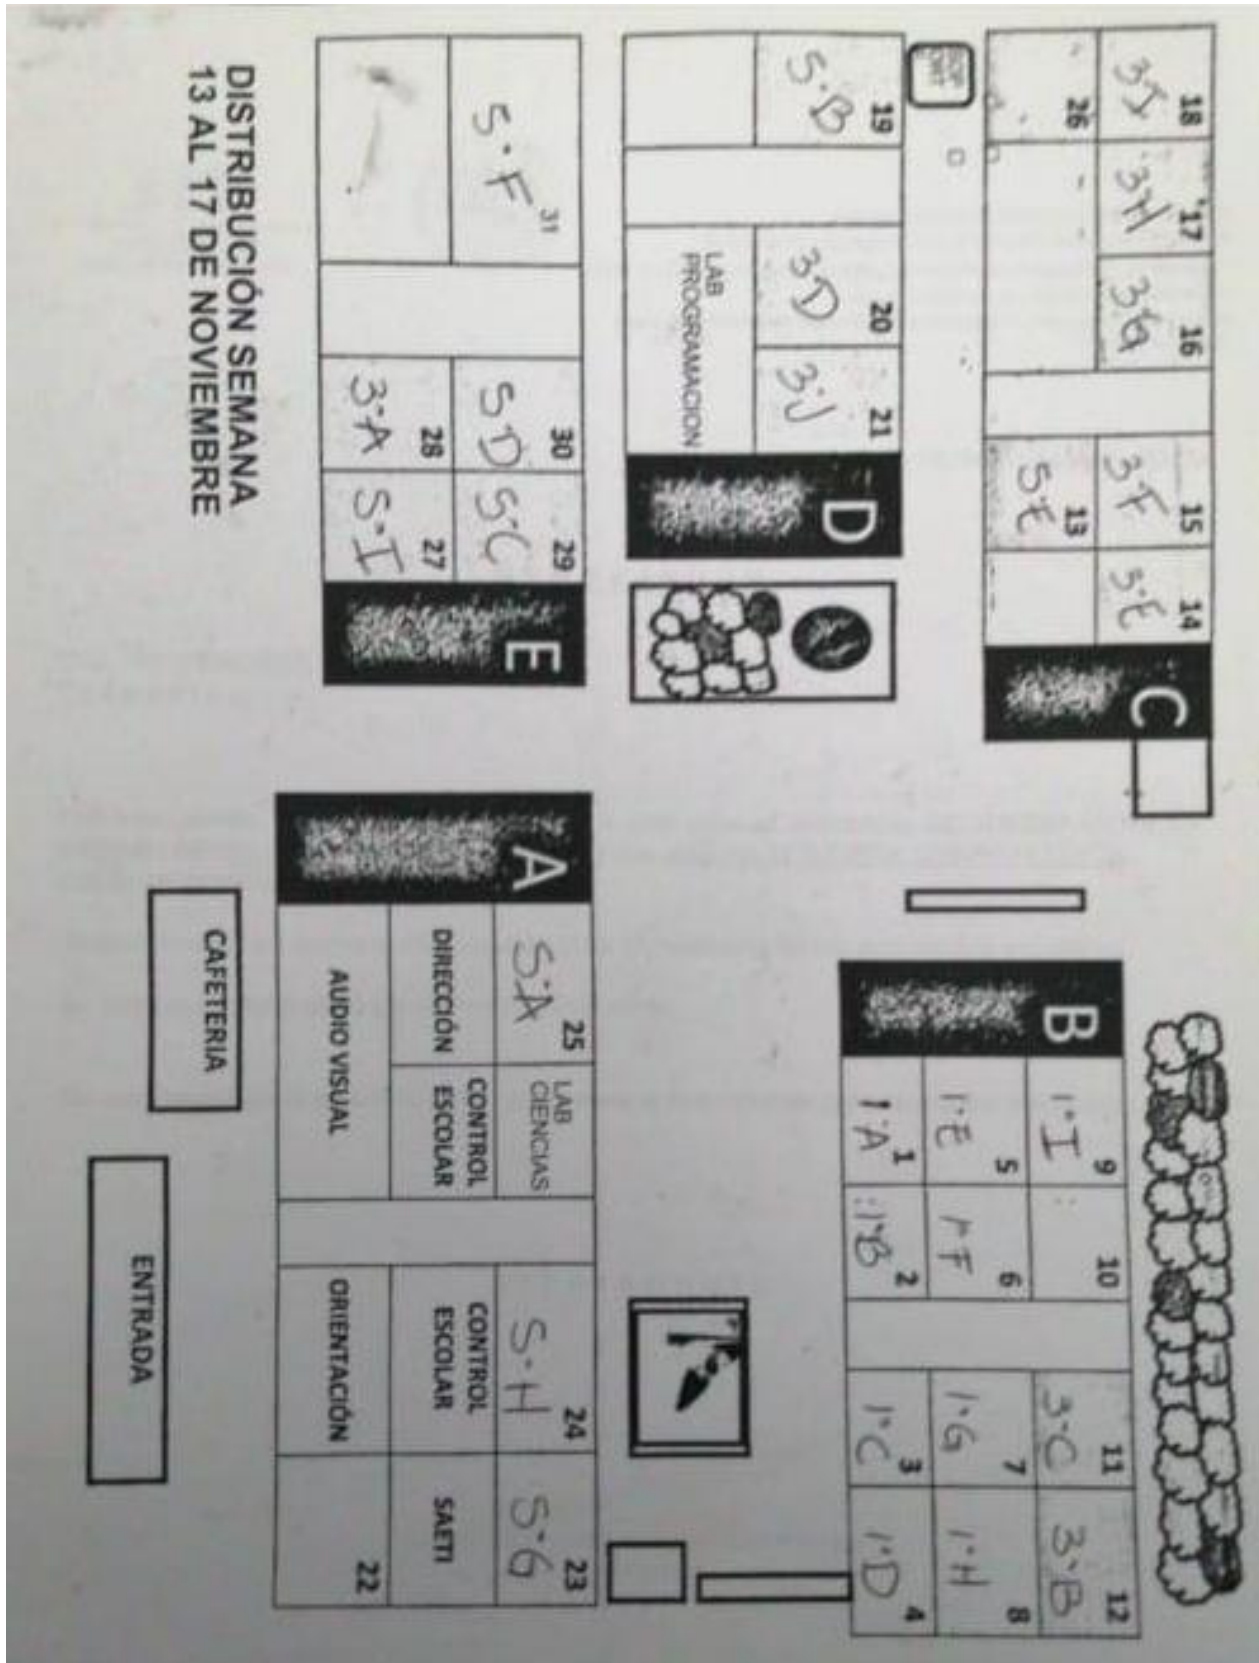 18 17 16 15 14
3I 3°H 3°G 3°F 3°E
26 13
5°E
C
B
9 10 11 12
1°I 3°C 3°B
5 6 7 8
1°E 1°F 1°G 1°H
1 2 3 4
1°A 1°B 1°C 1°D
19 20 21
5°B 3°D 3°J
LAB
PROGRAMACION
D
31 30 29
5°F 5D 5°C
28 27
3°A 5°I
E
A
25 LAB CIENCIAS 24 23
5°A 5°H 5°G
DIRECCIÓN CONTROL ESCOLAR CONTROL ESCOLAR SAETI
AUDIO VISUAL ORIENTACIÓN 22
DISTRIBUCIÓN SEMANA
13 AL 17 DE NOVIEMBRE
CAFETERIA
ENTRADA